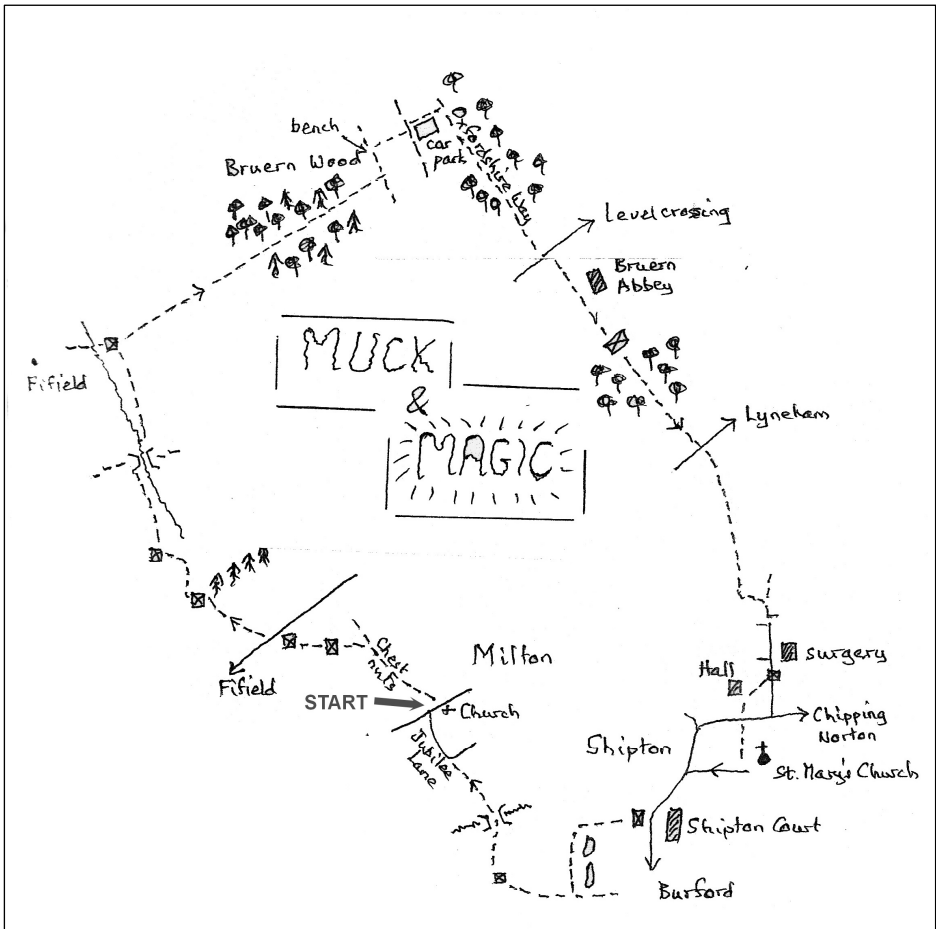 bench
Bruern Wood
car
park
Oxfordshire Way
Level crossing
Bruern
Abbey
MUCK
&
MAGIC
Fifield
Lyneham
Fifield
Chest
nuts
Milton
START
Church
Jubilee
Lane
Hall
Surgery
Chipping
Norton
Shipton
St. Mary's Church
Shipton Court
Burford